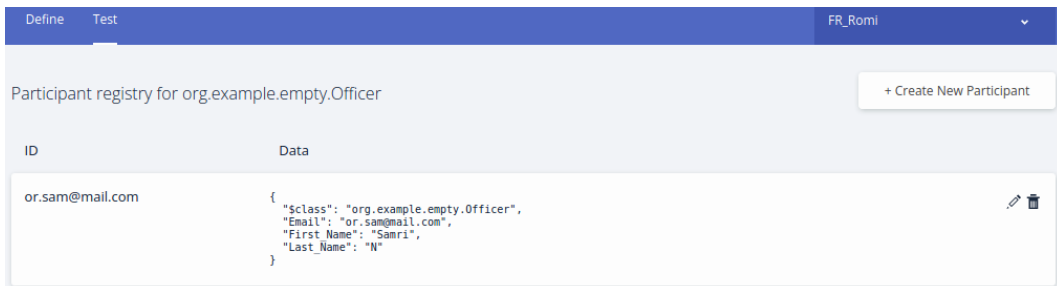 Define Test FR_Romi
Participant registry for org.example.empty.Officer
+ Create New Participant
ID Data
or.sam@mail.com
{
"$class": "org.example.empty.Officer",
"Email": "or.sam@mail.com",
"First_Name": "Samri",
"Last_Name": "N"
}